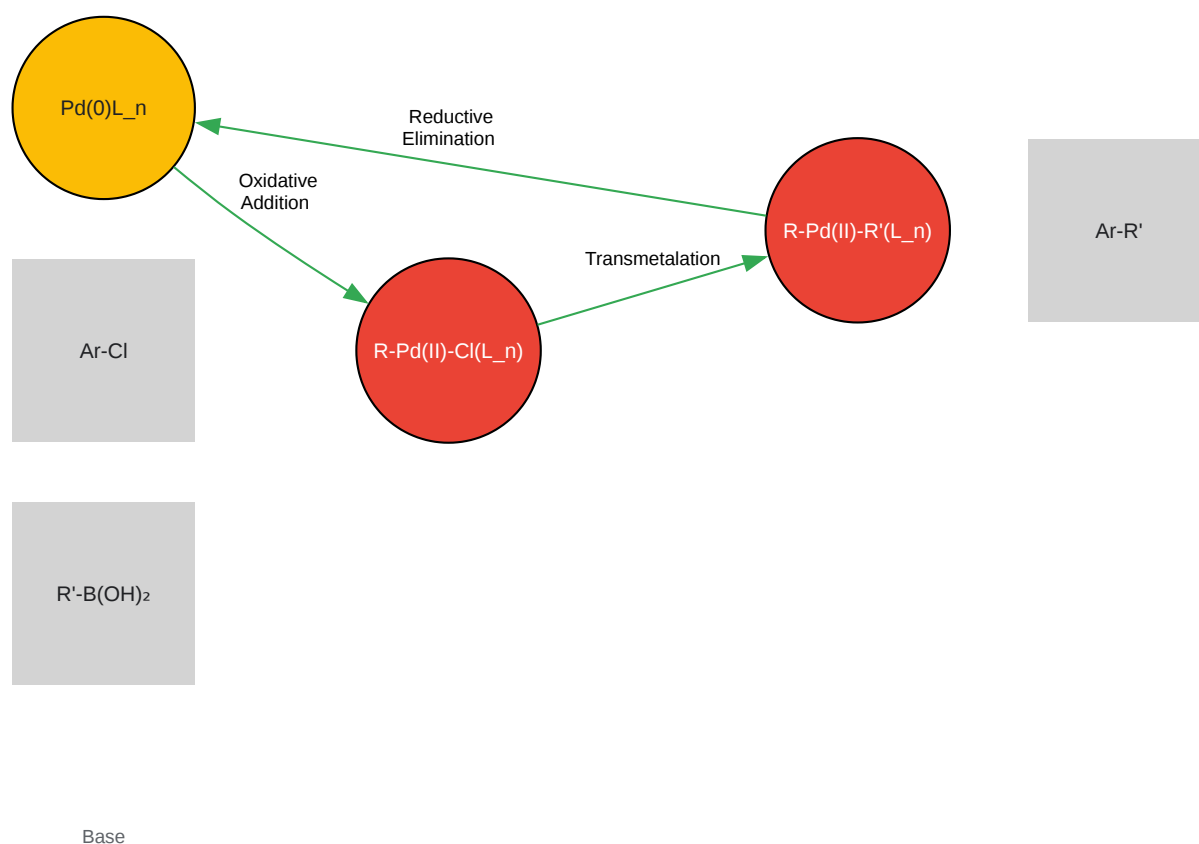 Pd(0)L_n
Reductive
Elimination
Oxidative
Addition
R-Pd(II)-R'(L_n)
Ar-R'
Transmetalation
Ar-Cl
R-Pd(II)-Cl(L_n)
R'-B(OH)₂
Base